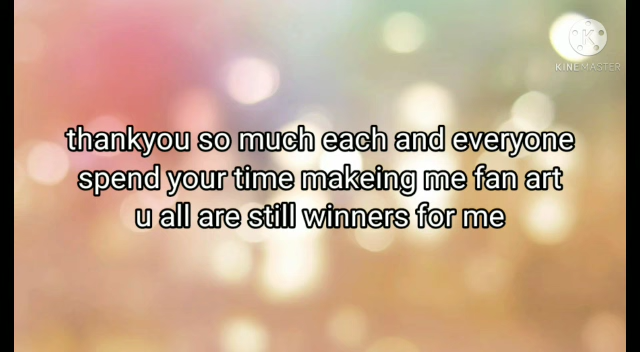 KINEMASTER
thankyou so much each and everyone
spend your time makeing me fan art
u all are still winners for me